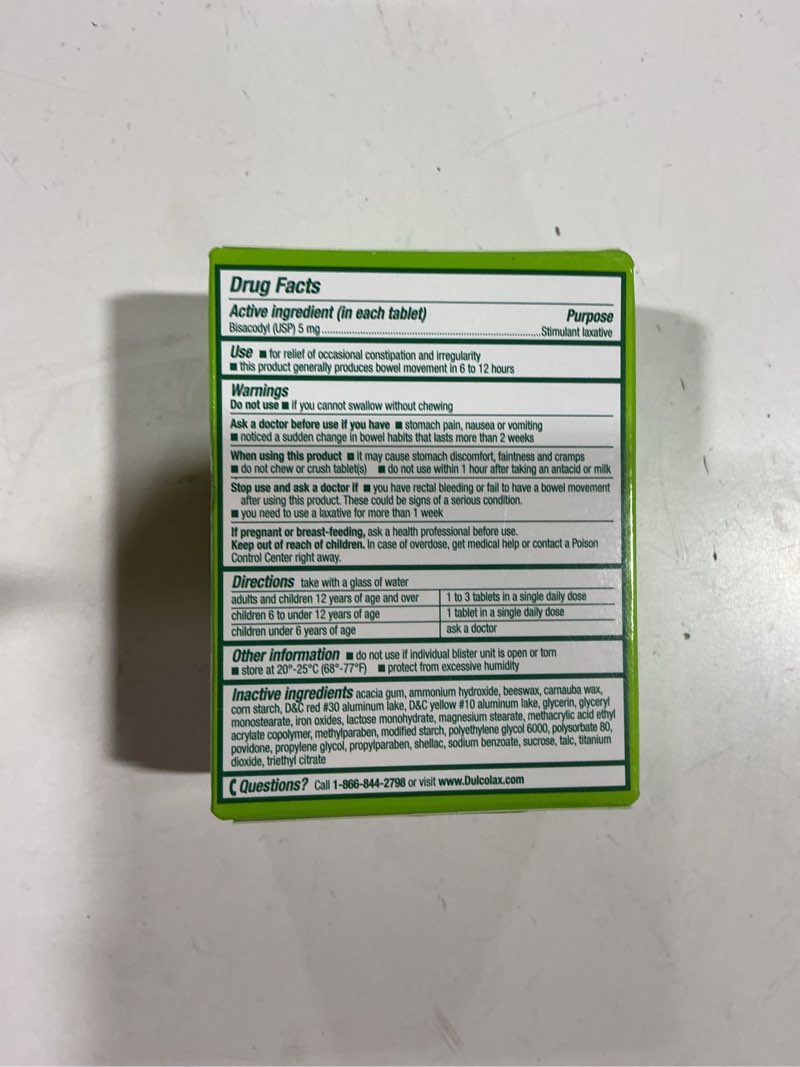 Drug Facts
Active ingredient (in each tablet) Purpose
Bisacodyl (USP) 5 mg ........ Stimulant laxative
Use ■ for relief of occasional constipation and irregularity
■ this product generally produces bowel movement in 6 to 12 hours
Warnings
Do not use ■ if you cannot swallow without chewing
Ask a doctor before use if you have ■ stomach pain, nausea or vomiting
■ noticed a sudden change in bowel habits that lasts more than 2 weeks
When using this product ■ it may cause stomach discomfort, faintness and cramps
■ do not chew or crush tablet(s) ■ do not use within 1 hour after taking an antacid or milk
Stop use and ask a doctor if ■ you have rectal bleeding or fail to have a bowel movement
after using this product. These could be signs of a serious condition.
■ you need to use a laxative for more than 1 week
If pregnant or breast-feeding, ask a health professional before use.
Keep out of reach of children. In case of overdose, get medical help or contact a Poison
Control Center right away.
Directions take with a glass of water
adults and children 12 years of age and over 1 to 3 tablets in a single daily dose
children 6 to under 12 years of age 1 tablet in a single daily dose
children under 6 years of age ask a doctor
Other information ■ do not use if individual blister unit is open or torn
■ store at 20°-25°C (68°-77°F) ■ protect from excessive humidity
Inactive ingredients acacia gum, ammonium hydroxide, beeswax, carnauba wax,
corn starch, D&C red #30 aluminum lake, D&C yellow #10 aluminum lake, glycerin, glyceryl
monostearate, iron oxides, lactose monohydrate, magnesium stearate, methacrylic acid ethyl
acrylate copolymer, methylparaben, modified starch, polyethylene glycol 6000, polysorbate 80,
povidone, propylene glycol, propylparaben, shellac, sodium benzoate, sucrose, talc, titanium
dioxide, triethyl citrate
Questions? Call 1-866-844-2798 or visit www.Dulcolax.com